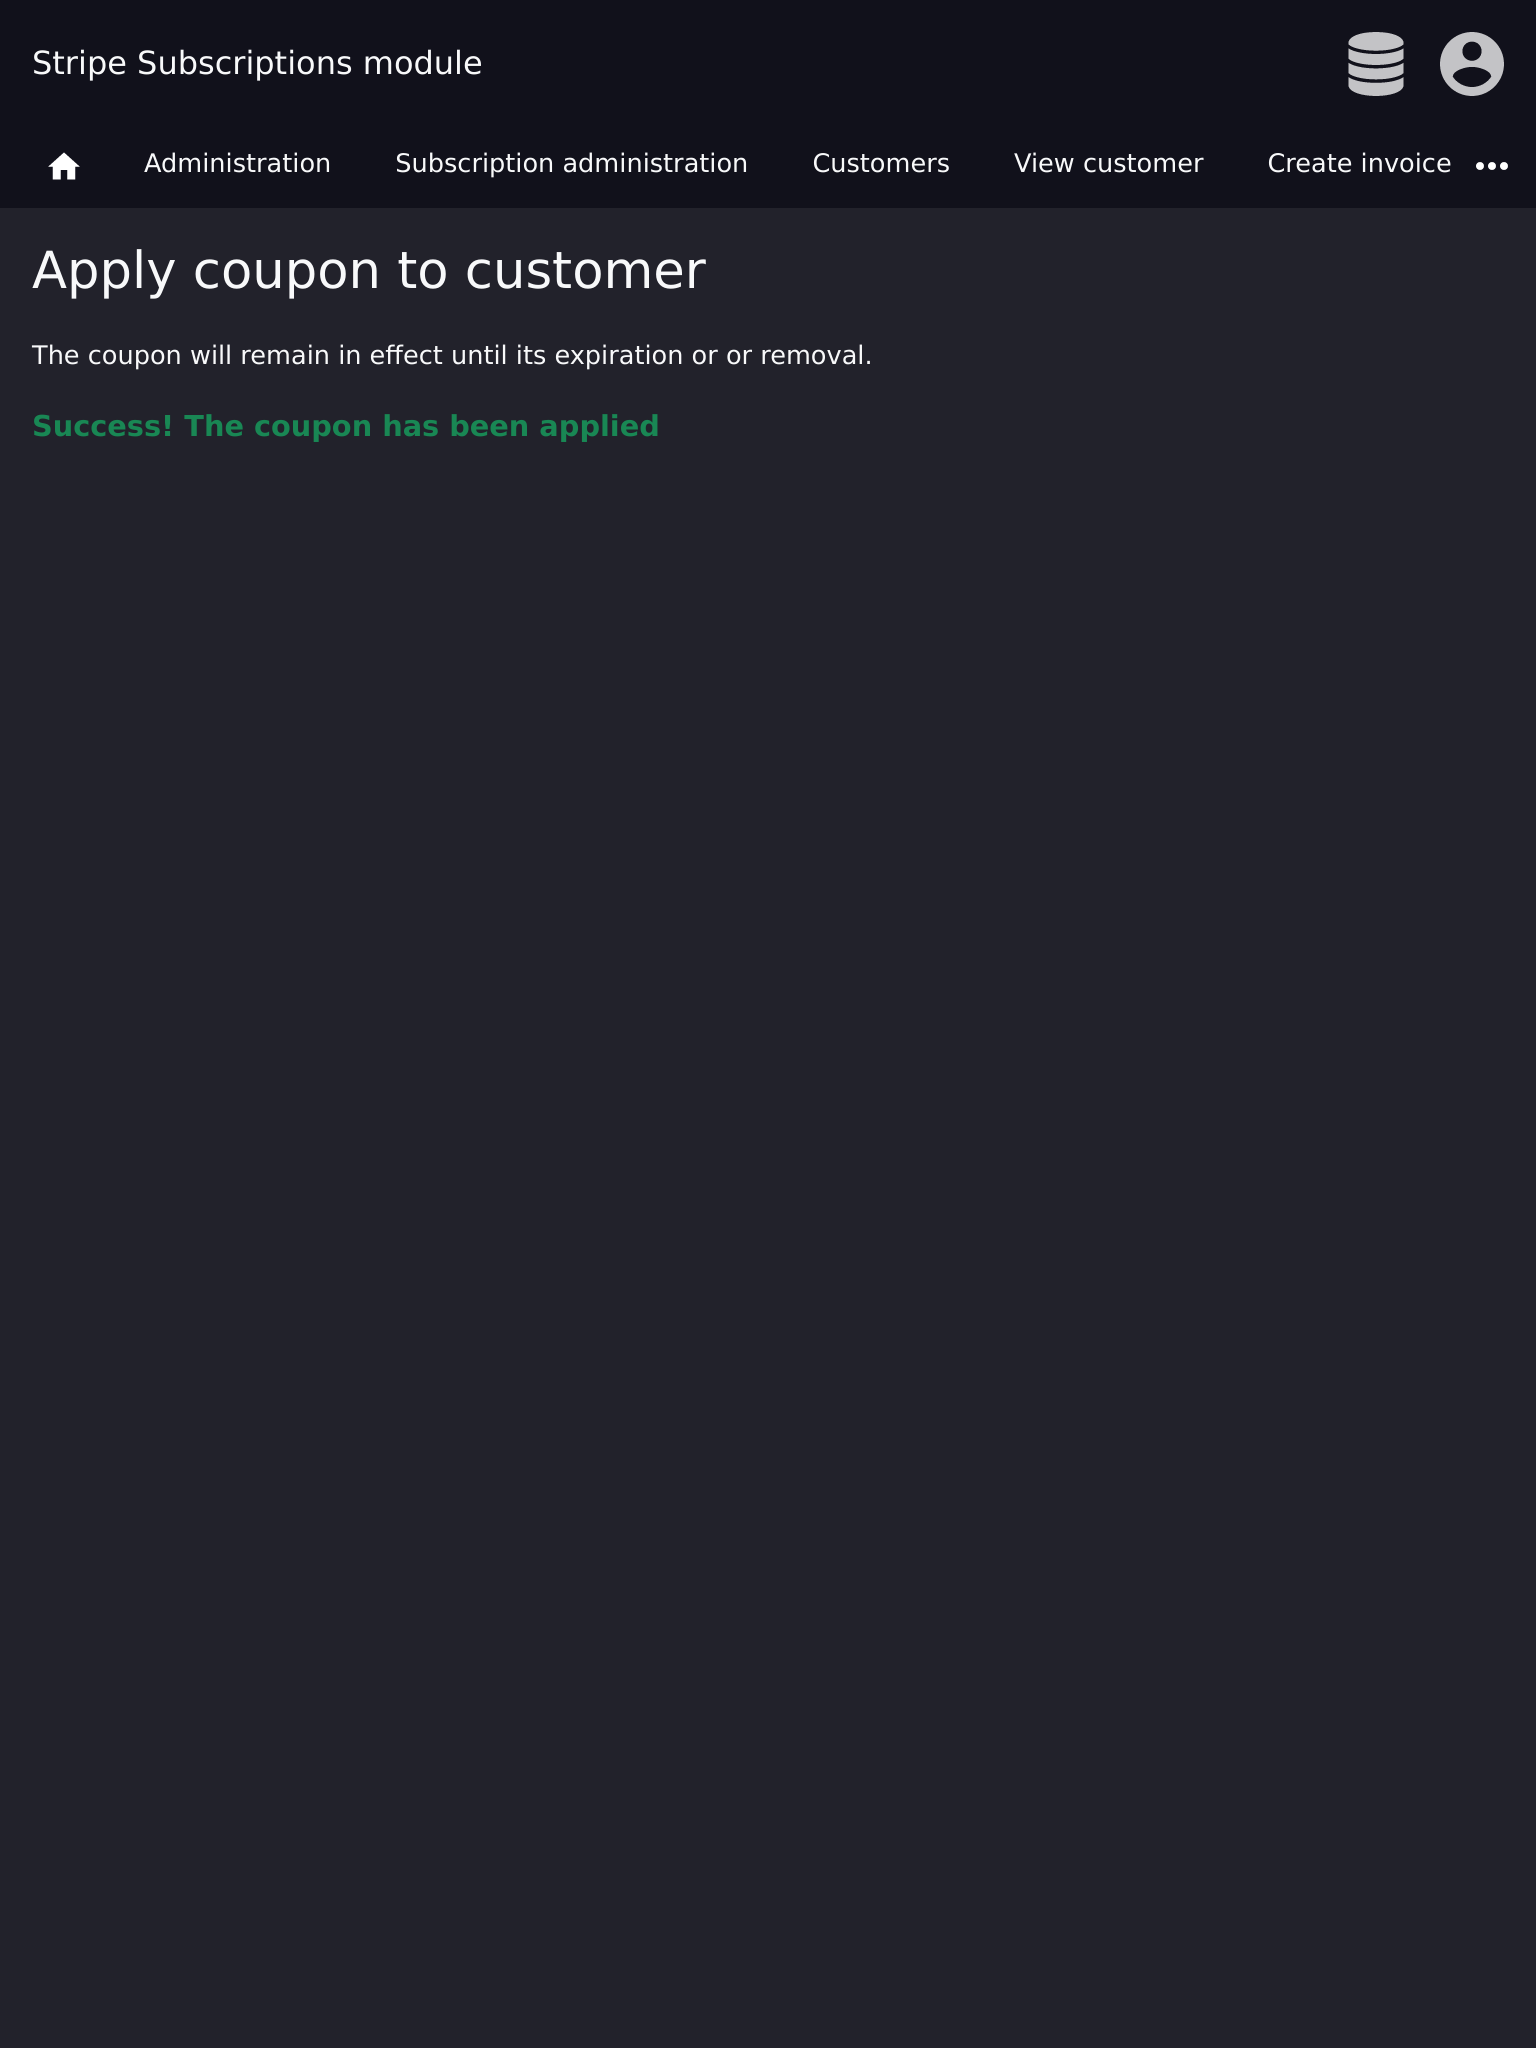 Stripe Subscriptions module
Administration Subscription administration Customers View customer Create invoice
Apply coupon to customer
The coupon will remain in effect until its expiration or or removal.
Success! The coupon has been applied